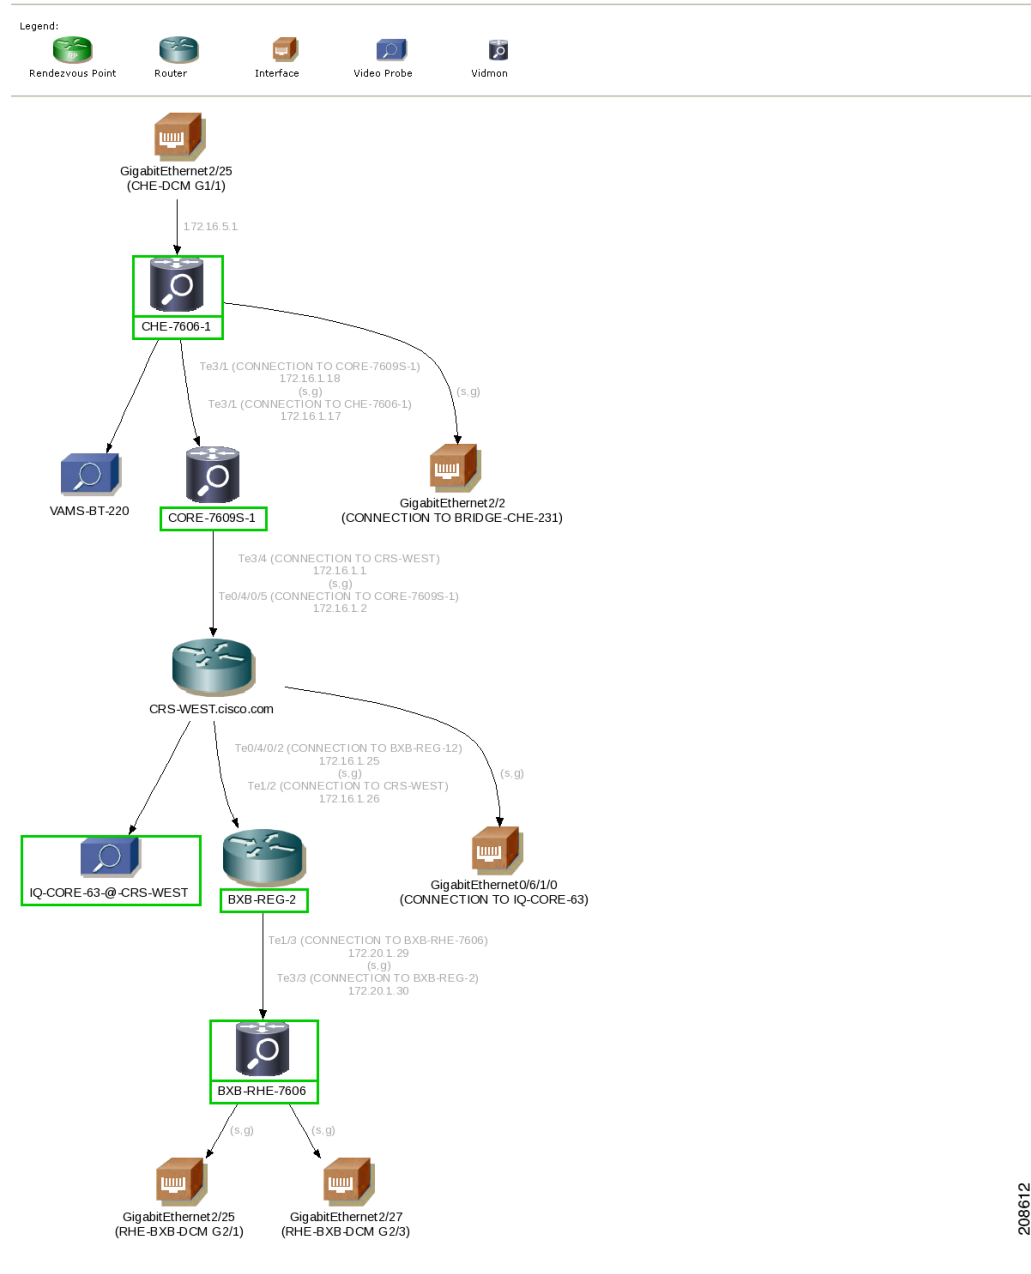 Legend:
RP
Rendezvous Point
Router
Interface
Video Probe
Vidmon
GigabitEthernet2/25
(CHE-DCM G1/1)
172.16.5.1
CHE-7606-1
Te3/1 (CONNECTION TO CORE-7609S-1)
172.16.1.18
(s,g)
Te3/1 (CONNECTION TO CHE-7606-1)
172.16.1.17
(s,g)
VAMS-BT-220
CORE-7609S-1
GigabitEthernet2/2
(CONNECTION TO BRIDGE-CHE-231)
Te3/4 (CONNECTION TO CRS-WEST)
172.16.1.1
(s,g)
Te0/4/0/5 (CONNECTION TO CORE-7609S-1)
172.16.1.2
CRS-WEST.cisco.com
Te0/4/0/2 (CONNECTION TO BXB-REG-12)
172.16.1.25
(s,g)
Te1/2 (CONNECTION TO CRS-WEST)
172.16.1.26
(s,g)
IQ-CORE-63-@-CRS-WEST
BXB-REG-2
GigabitEthernet0/6/1/0
(CONNECTION TO IQ-CORE-63)
Te1/3 (CONNECTION TO BXB-RHE-7606)
172.20.1.29
(s,g)
Te3/3 (CONNECTION TO BXB-REG-2)
172.20.1.30
BXB-RHE-7606
(s,g)
(s,g)
GigabitEthernet2/25
(RHE-BXB-DCM G2/1)
GigabitEthernet2/27
(RHE-BXB-DCM G2/3)
208612